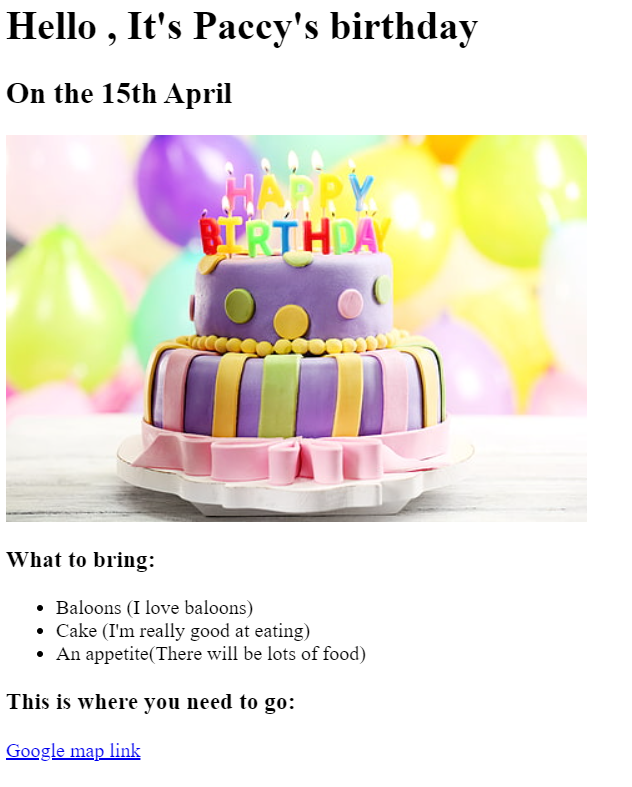 Hello , It's Paccy's birthday
On the 15th April
HAPPY
BIRTHDAY
What to bring:
Baloons (I love baloons)
Cake (I'm really good at eating)
An appetite(There will be lots of food)
This is where you need to go:
Google map link